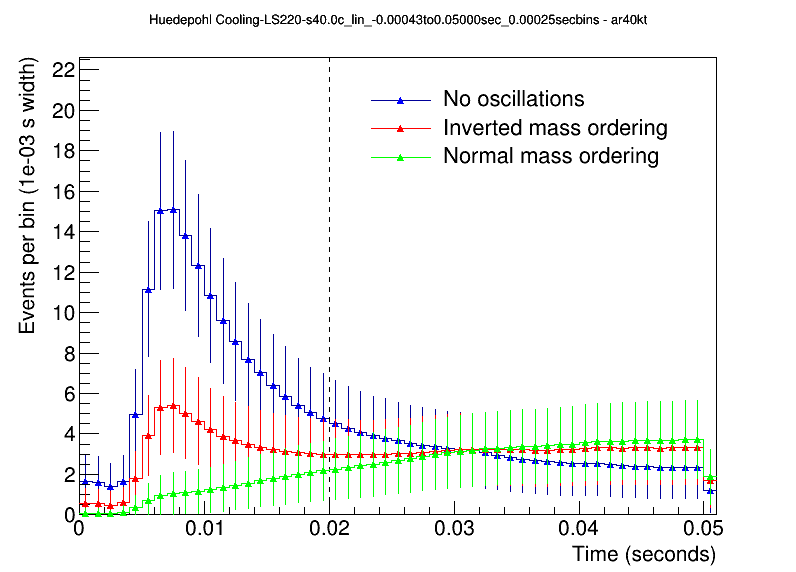 Huedepohl Cooling-LS220-s40.0c_lin_-0.00043to0.05000sec_0.00025secbins - ar40kt
Events per bin (1e-03 s width)
22
20
18
16
14
12
10
8
6
4
2
0
No oscillations
Inverted mass ordering
Normal mass ordering
0 0.01 0.02 0.03 0.04 0.05
Time (seconds)